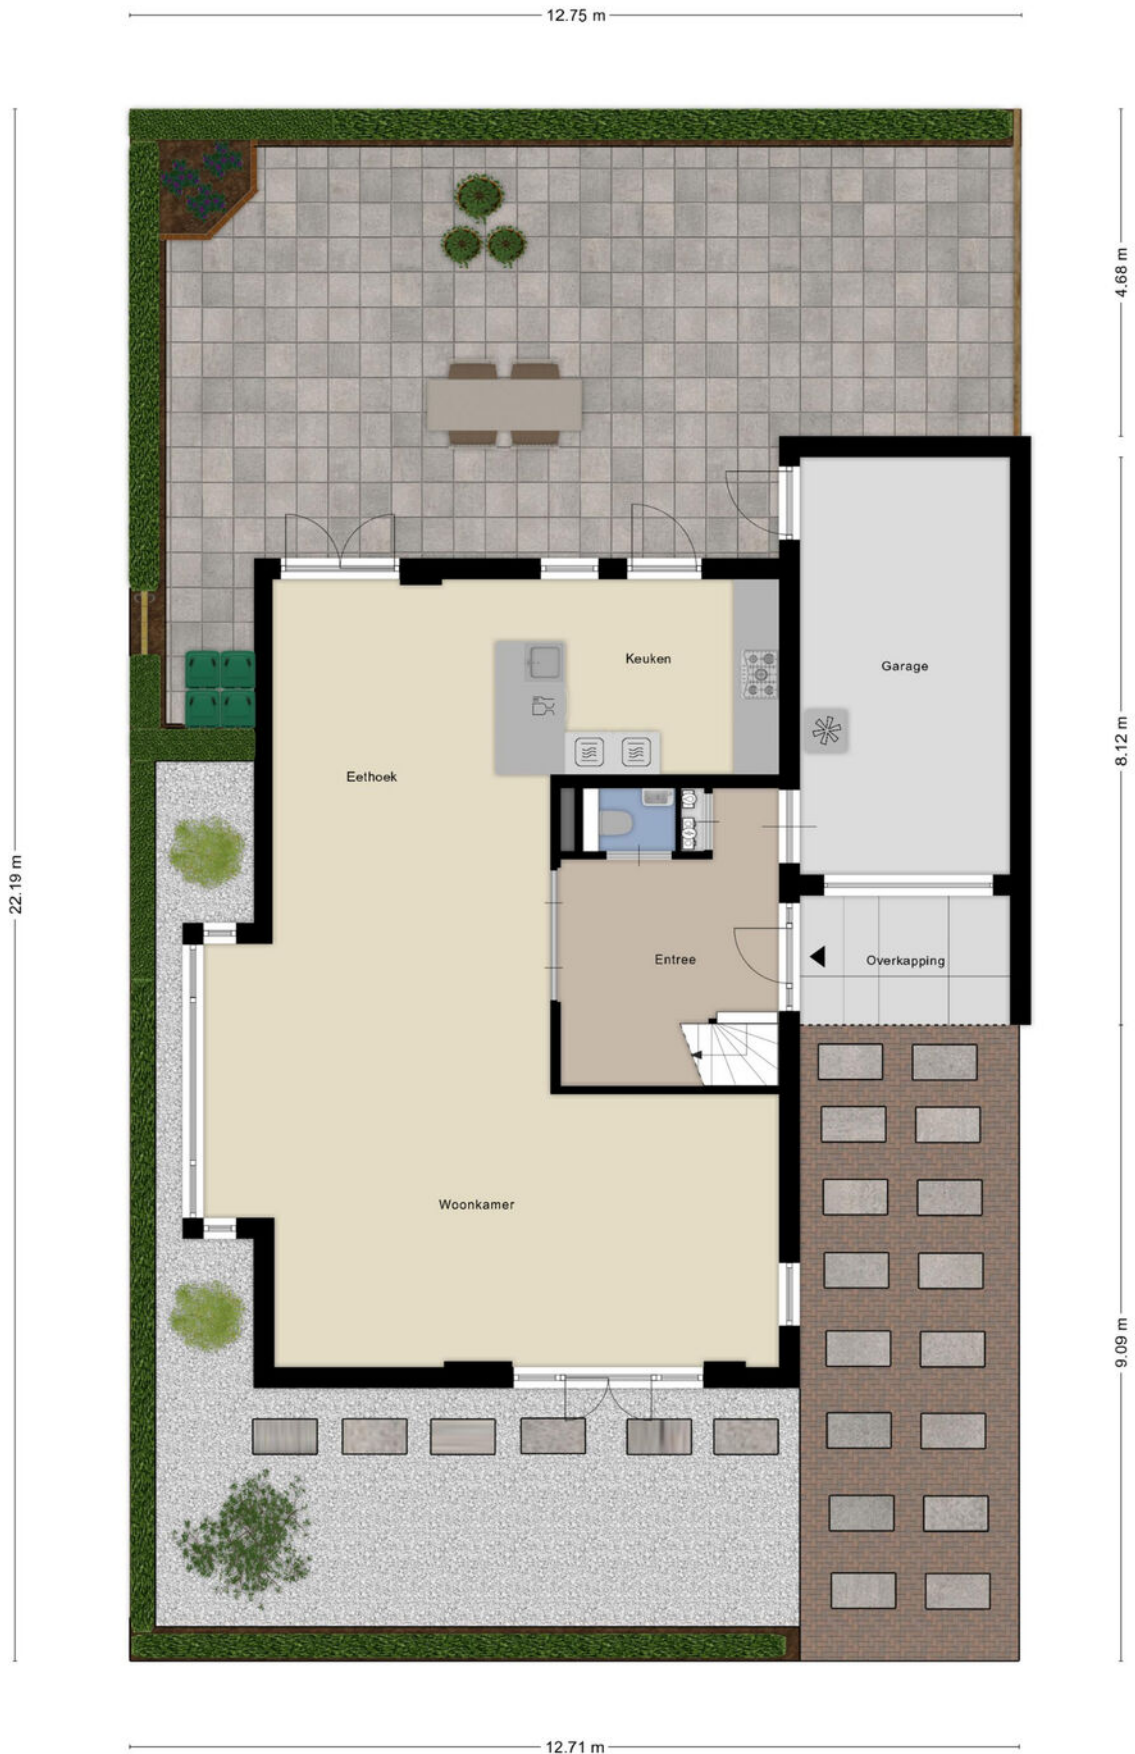 12.75 m
4.68 m
Keuken
Garage
Eethoek
8.12 m
22.19 m
Entree
Overkapping
Woonkamer
9.09 m
12.71 m